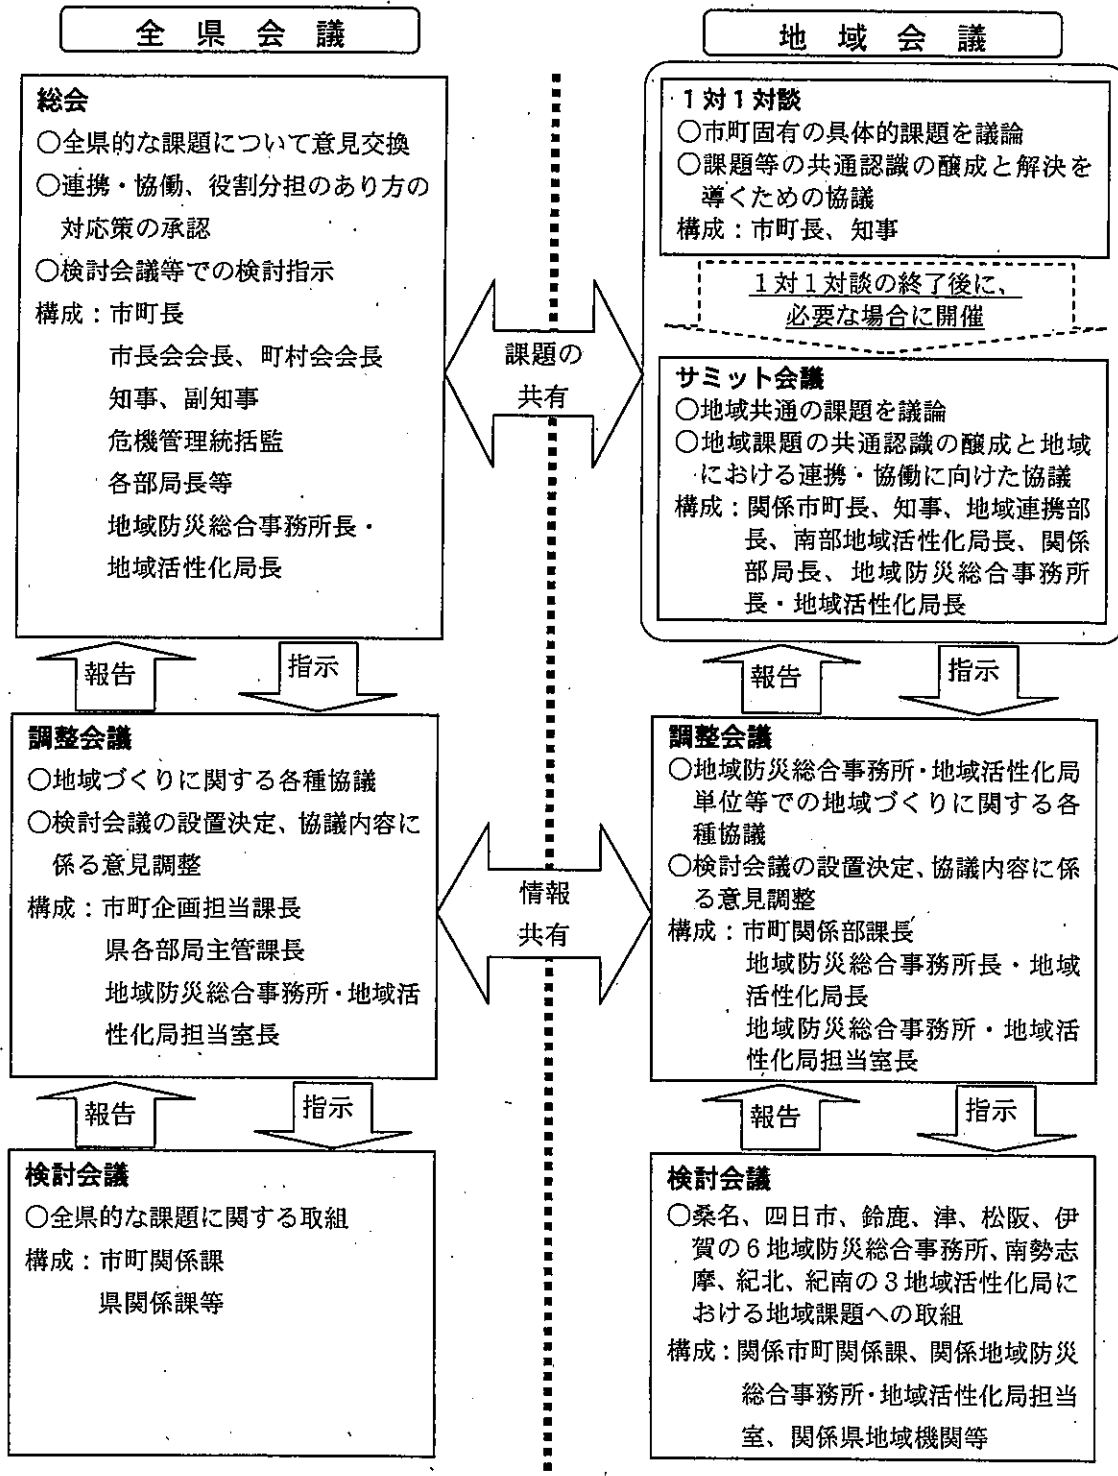 全県会議
総会
○全県的な課題について意見交換
○連携・協働、役割分担のあり方の
対応策の承認
○検討会議等での検討指示
構成：市町長
市長会会長、町村会会長
知事、副知事
危機管理統括監
各部局長等
地域防災総合事務所長・
地域活性化局長
報告
指示
調整会議
○地域づくりに関する各種協議
○検討会議の設置決定、協議内容に
係る意見調整
構成：市町企画担当課長
県各部局主管課長
地域防災総合事務所・地域活
性化局担当室長
報告
指示
検討会議
○全県的な課題に関する取組
構成：市町関係課
県関係課等
課題の
共有
情報
共有
地域会議
１対１対談
○市町固有の具体的課題を議論
○課題等の共通認識の醸成と解決を
導くための協議
構成：市町長、知事
１対１対談の終了後に、
必要な場合に開催
サミット会議
○地域共通の課題を議論
○地域課題の共通認識の醸成と地域
における連携・協働に向けた協議
構成：関係市町長、知事、地域連携部
長、南部地域活性化局長、関係
部局長、地域防災総合事務所
長・地域活性化局長
報告
指示
調整会議
○地域防災総合事務所・地域活性化局
単位等での地域づくりに関する各
種協議
○検討会議の設置決定、協議内容に係
る意見調整
構成：市町関係部課長
地域防災総合事務所長・地域
活性化局長
地域防災総合事務所・地域活
性化局担当室長
報告
指示
検討会議
○桑名、四日市、鈴鹿、津、松阪、伊
賀の６地域防災総合事務所、南勢志
摩、紀北、紀南の３地域活性化局に
おける地域課題への取組
構成：関係市町関係課、関係地域防災
総合事務所・地域活性化局担当
室、関係県地域機関等